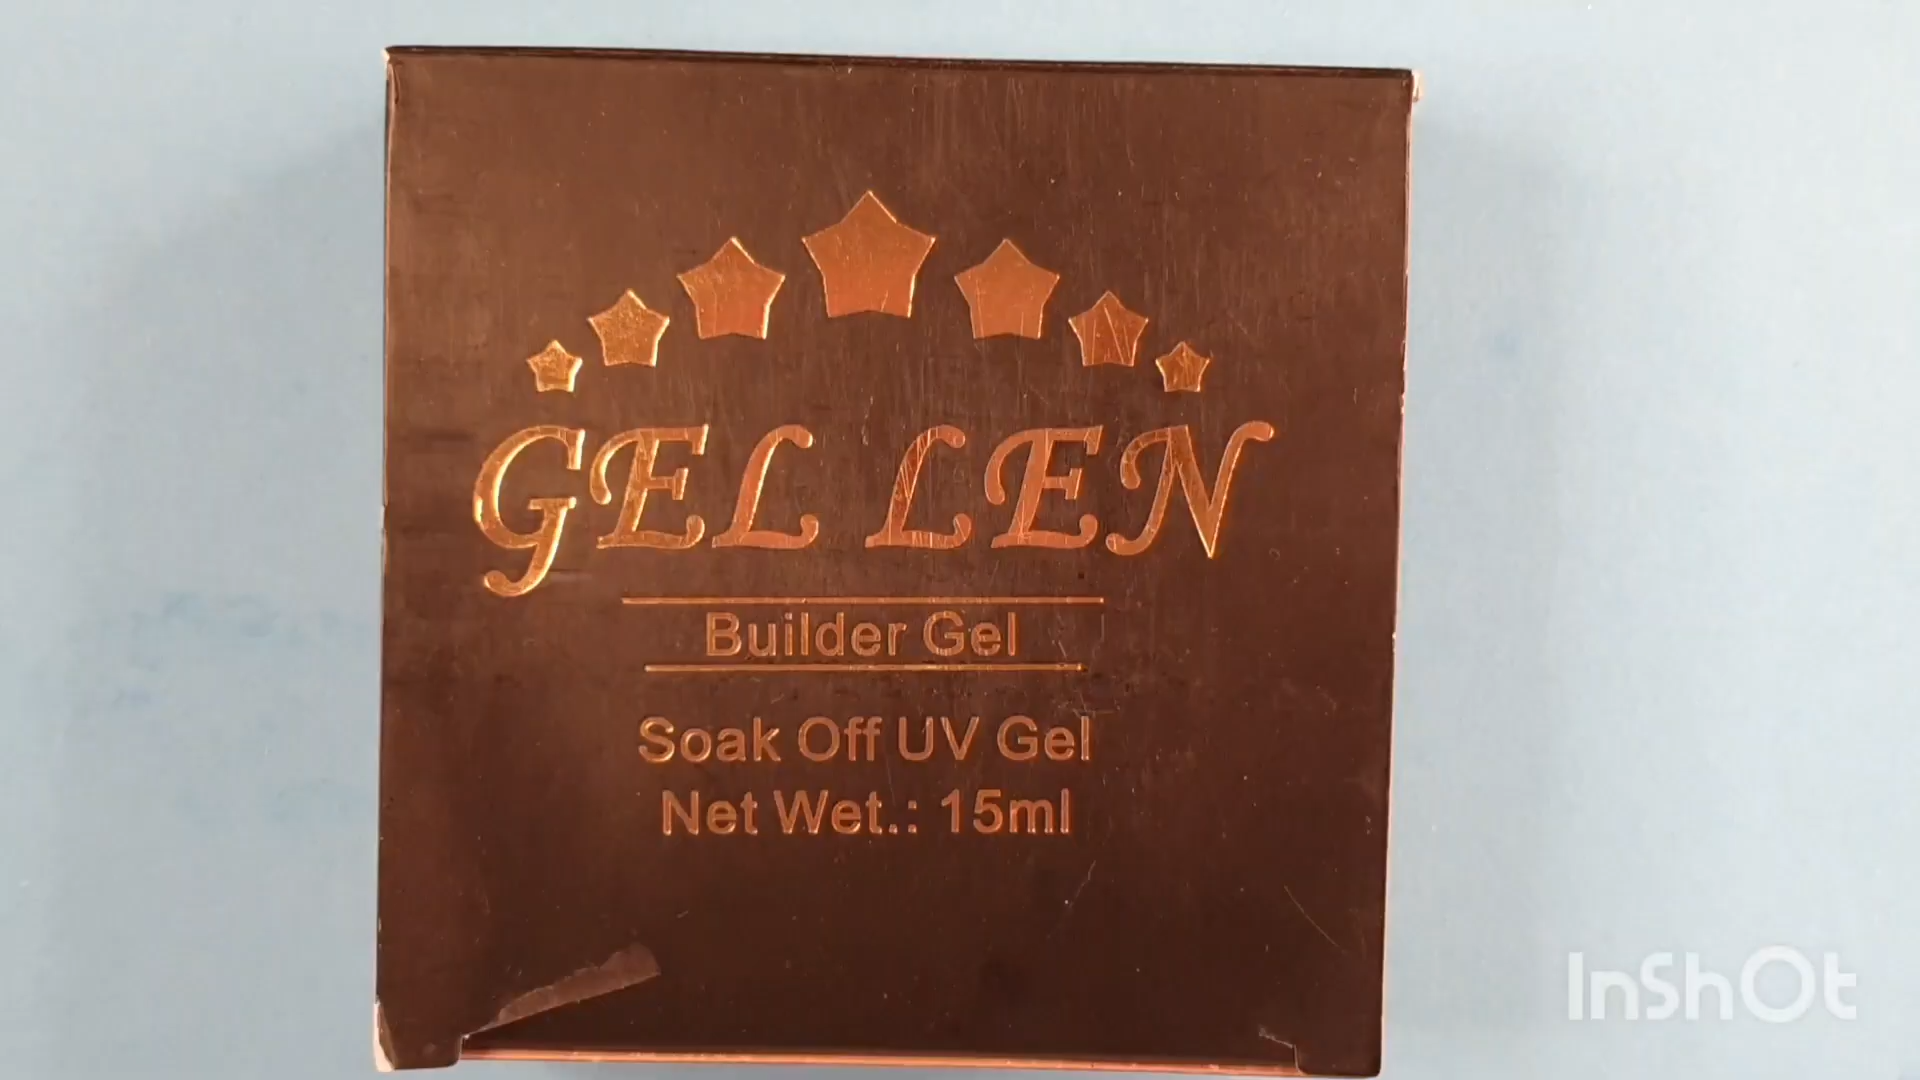 GEL LEN
Builder Gel
Soak Off UV Gel
Net Wet.: 15ml
InShOt